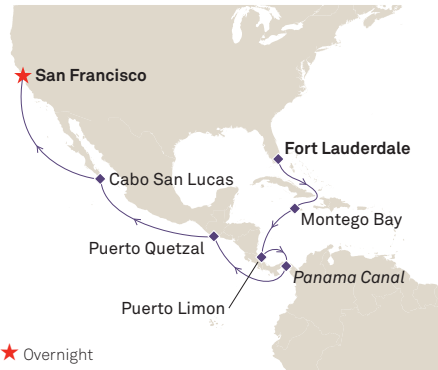 San Francisco
Fort Lauderdale
Cabo San Lucas
Montego Bay
Puerto Quetzal
Panama Canal
Puerto Limon
Overnight